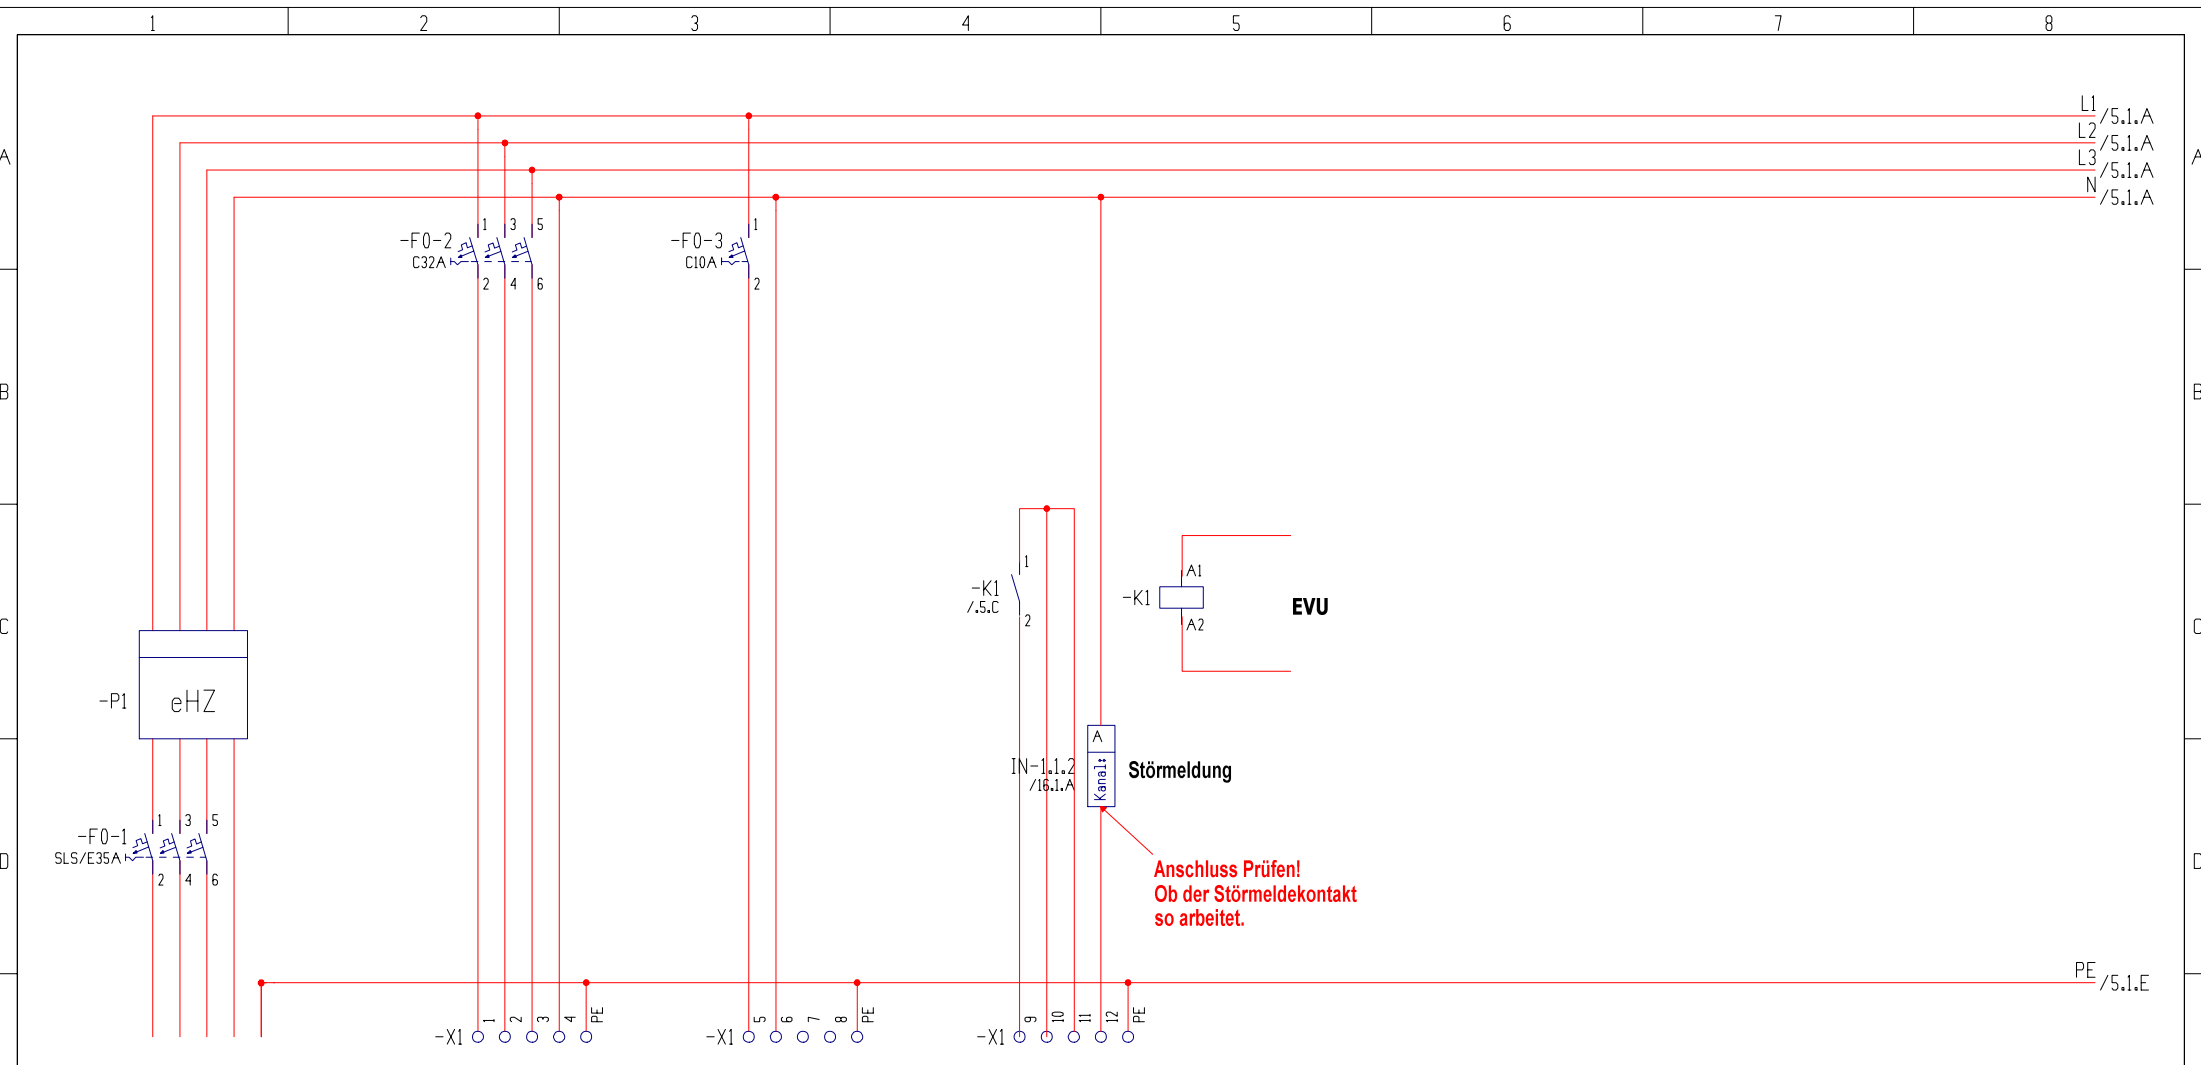 1 2 3 4 5 6 7 8
L1
/5.1.A
L2
/5.1.A
L3
/5.1.A
N
/5.1.A
A A
1 3 5
-F0-2
C32A
2 4 6
1
-F0-3
C10A
2
B B
1
-K1
/.5.C
2
A1
-K1
A2
EVU
C C
-P1
eHZ
A
IN-1.1.2
/16.1.A
Kanal:
Störmeldung
1 3 5
-F0-1
SLS/E35A
2 4 6
D D
Anschluss Prüfen!
Ob der Störmeldekontakt
so arbeitet.
PE
/5.1.E
-X1 1 2 3 4 PE
-X1 5 6 7 8 PE
-X1 9 10 11 12 PE